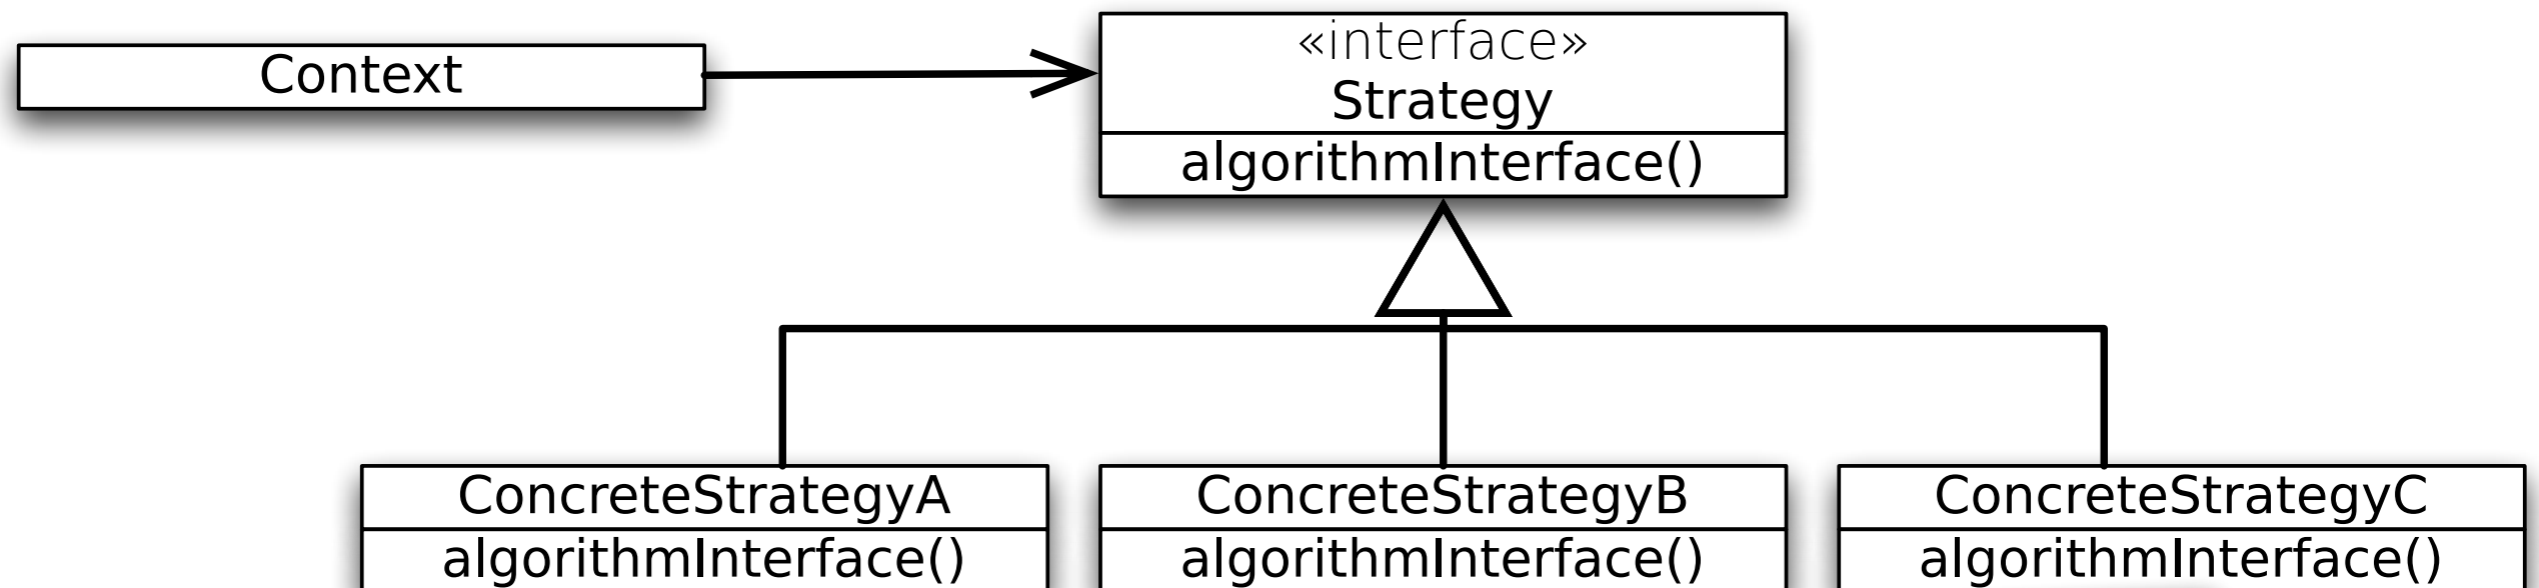 Context
«interface»
Strategy
algorithmInterface()
ConcreteStrategyA
algorithmInterface()
ConcreteStrategyB
algorithmInterface()
ConcreteStrategyC
algorithmInterface()